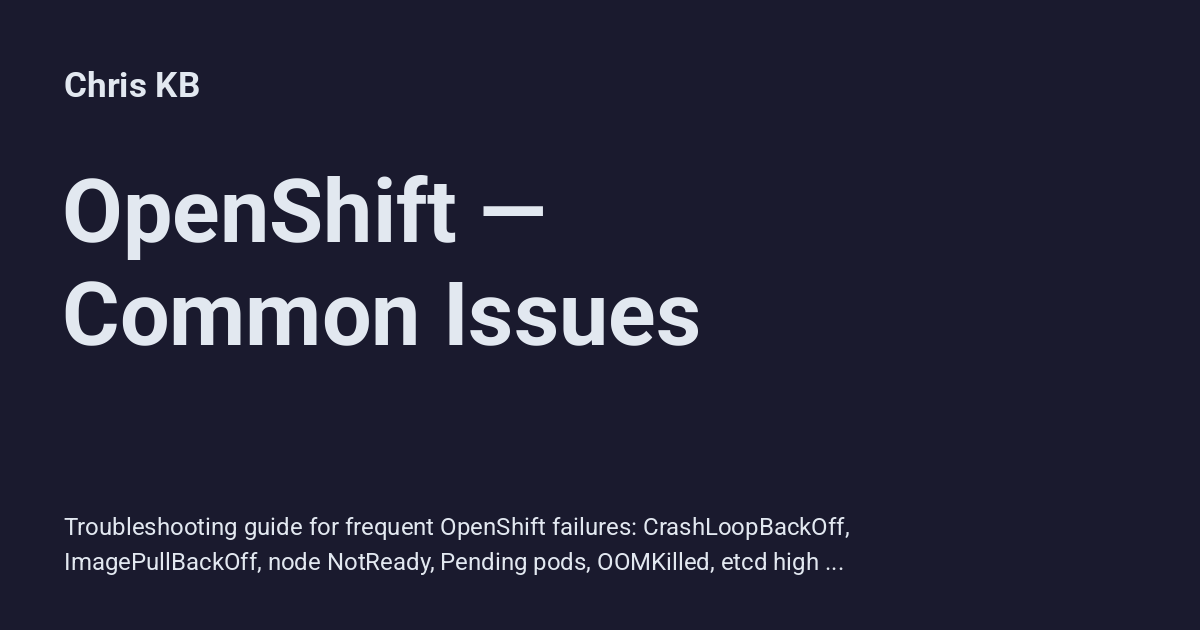 Chris KB
OpenShift —
Common Issues
Troubleshooting guide for frequent OpenShift failures: CrashLoopBackOff,
ImagePullBackOff, node NotReady, Pending pods, OOMKilled, etcd high ...